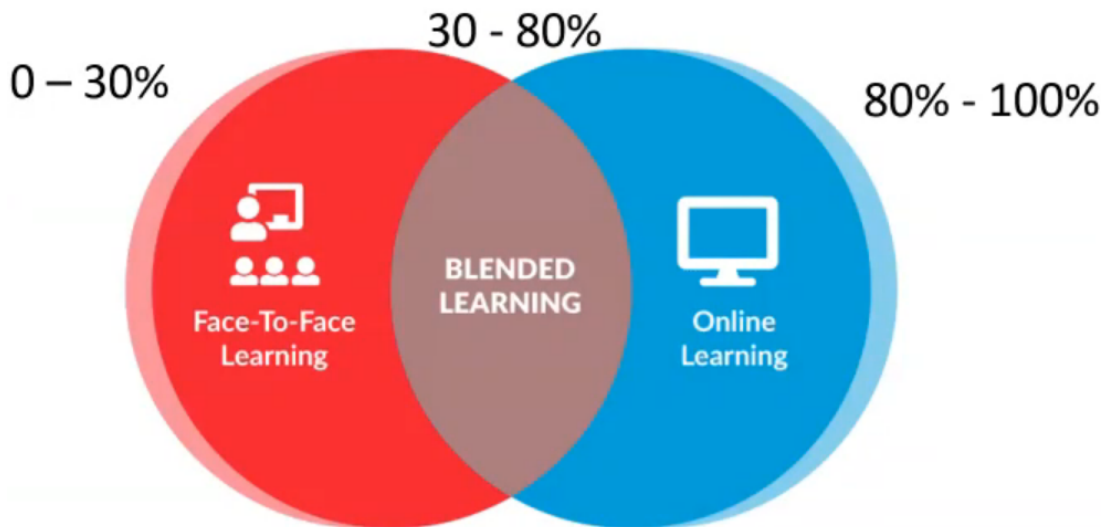 30 - 80%
0 – 30%
80% - 100%
Face-To-Face
Learning
BLENDED
LEARNING
Online
Learning